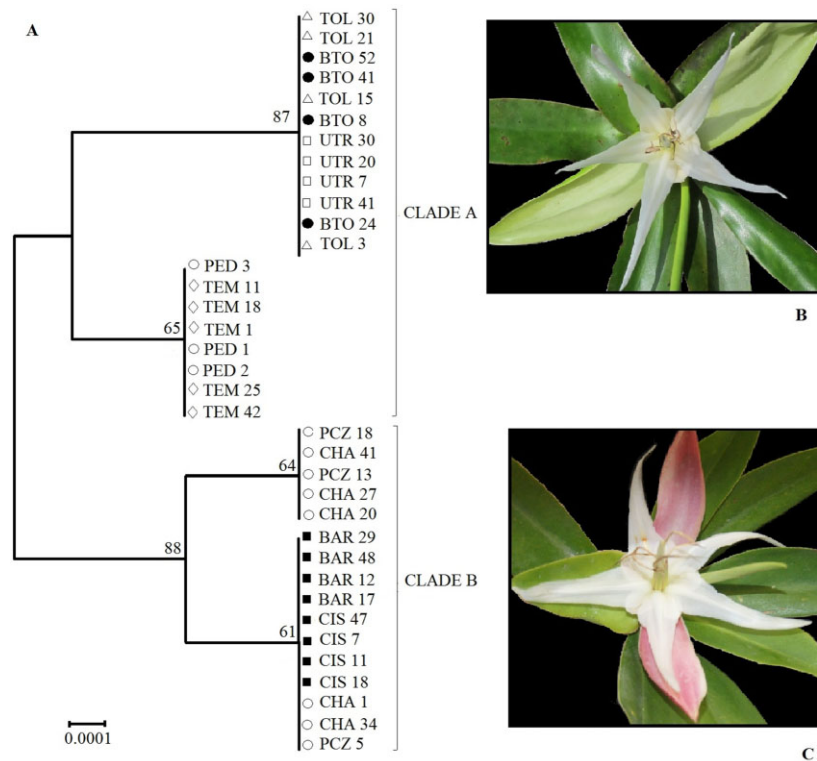 A
TOL 30
TOL 21
BTO 52
BTO 41
TOL 15
87
BTO 8
UTR 30
UTR 20
UTR 7
UTR 41
CLADE A
BTO 24
TOL 3
PED 3
TEM 11
TEM 18
65
TEM 1
PED 1
PED 2
TEM 25
TEM 42
PCZ 18
CHA 41
64
PCZ 13
CHA 27
CHA 20
88
BAR 29
BAR 48
BAR 12
CLADE B
BAR 17
CIS 47
61
CIS 7
CIS 11
CIS 18
CHA 1
CHA 34
PCZ 5
0.0001
B
C